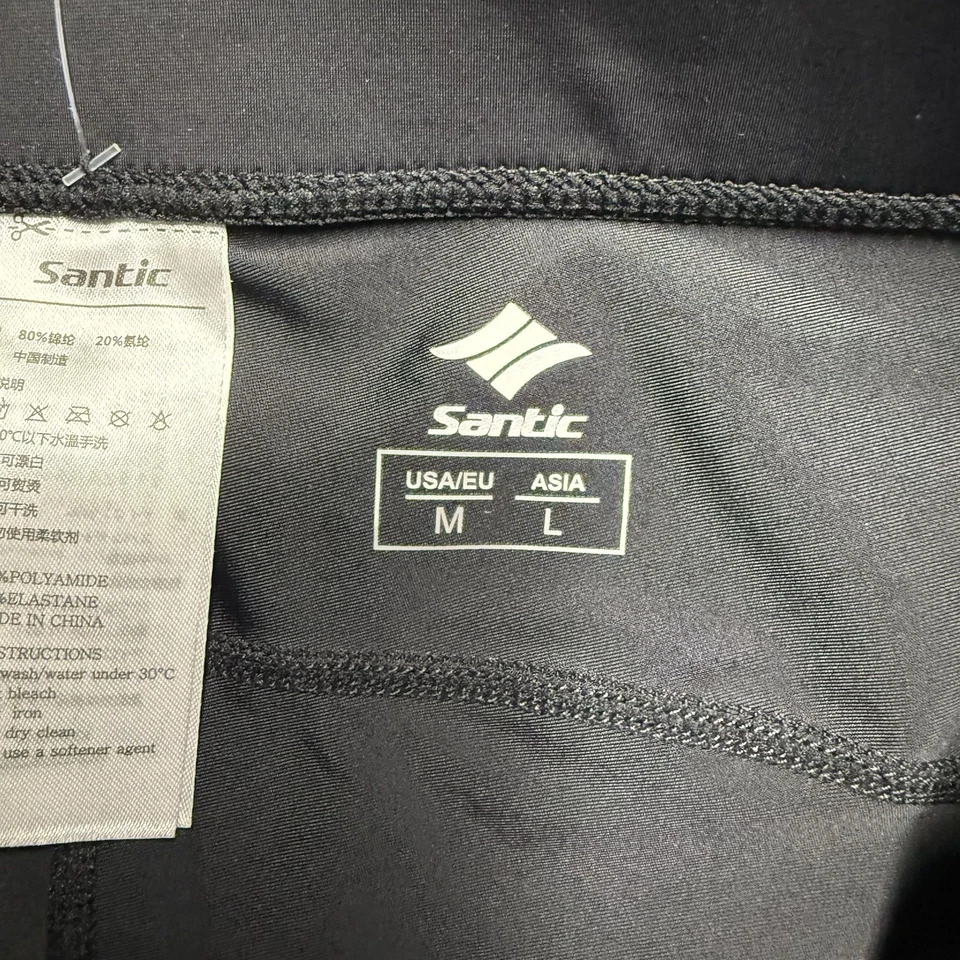 Santic
80%锦纶 20%氨纶
中国制造
说明
0℃以下水温手洗
可漂白
可熨烫
可干洗
使用柔软剂
%POLYAMIDE
%ELASTANE
DE IN CHINA
STRUCTIONS
wash/water under 30°C
bleach
iron
dry clean
use a softener agent
Santic
USA/EU ASIA
M L